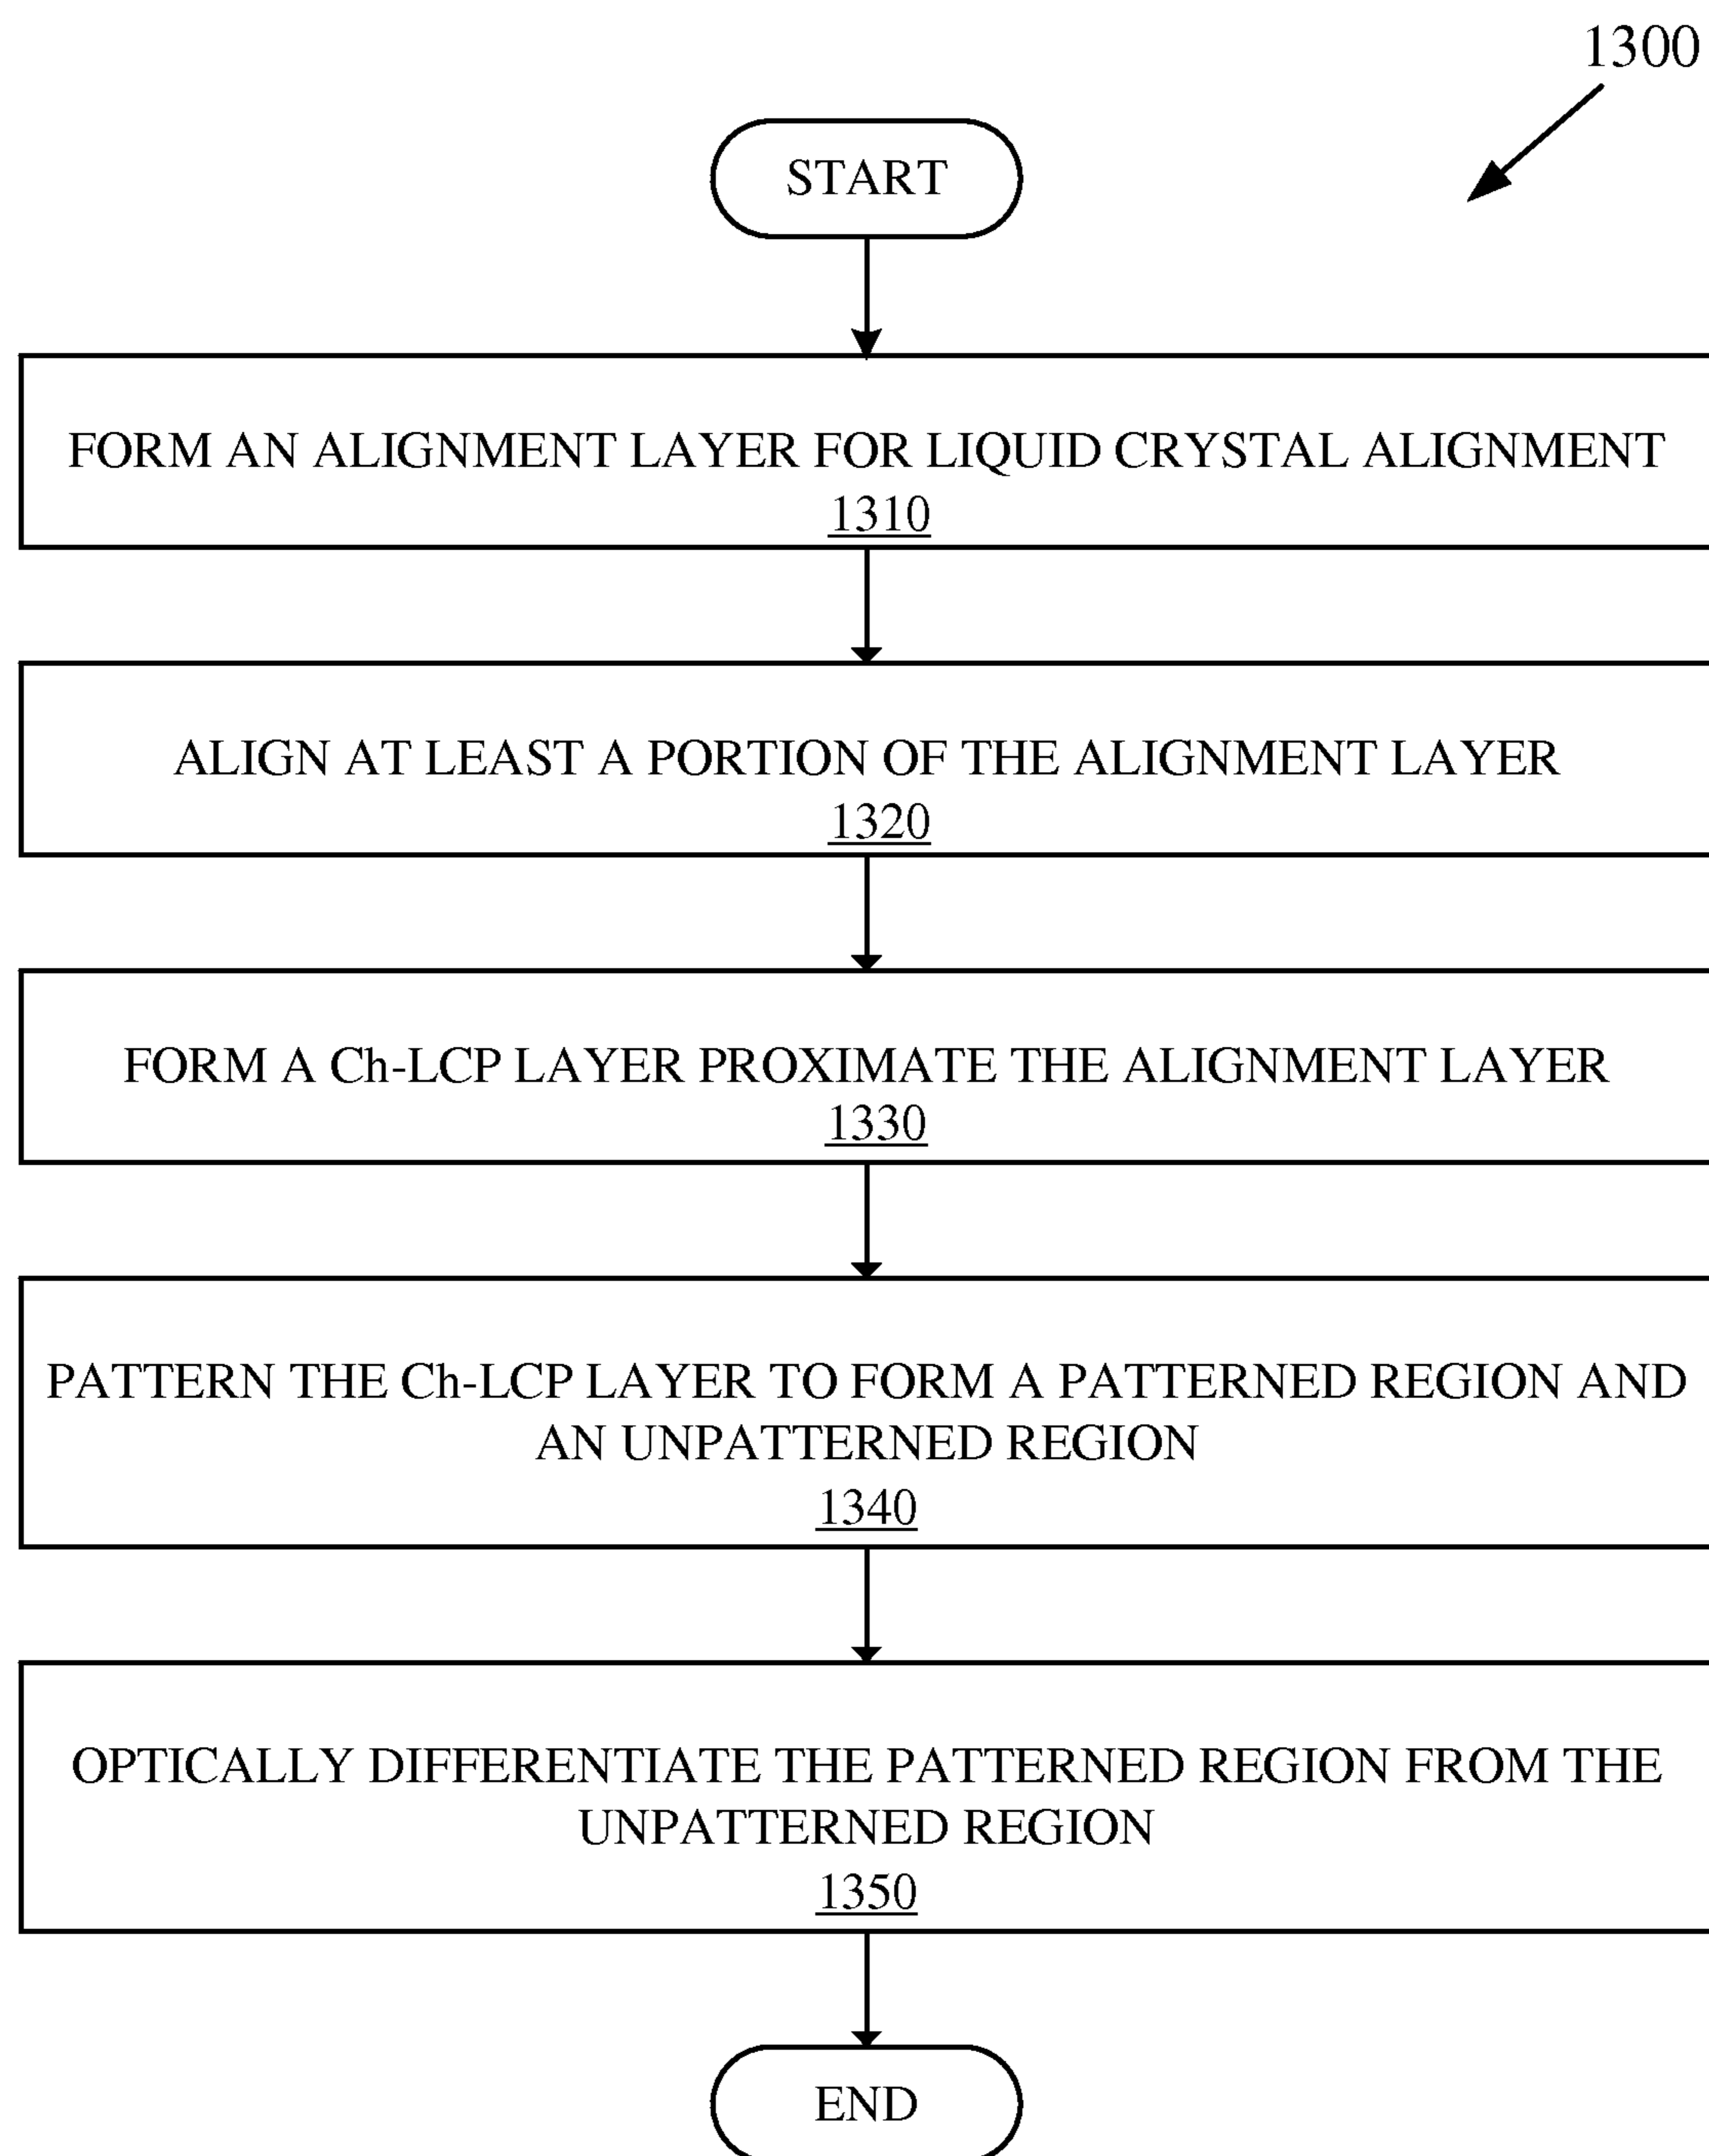 1300
START
FORM AN ALIGNMENT LAYER FOR LIQUID CRYSTAL ALIGNMENT
1310
ALIGN AT LEAST A PORTION OF THE ALIGNMENT LAYER
1320
FORM A Ch-LCP LAYER PROXIMATE THE ALIGNMENT LAYER
1330
PATTERN THE Ch-LCP LAYER TO FORM A PATTERNED REGION AND
AN UNPATTERNED REGION
1340
OPTICALLY DIFFERENTIATE THE PATTERNED REGION FROM THE
UNPATTERNED REGION
1350
END